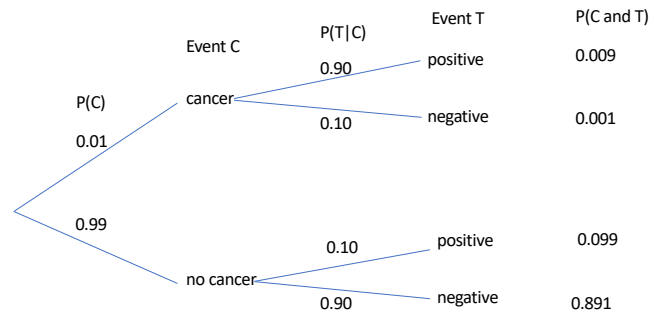 Event C P(T|C) Event T P(C and T)
P(C) 0.90 positive 0.009
cancer
0.01 0.10 negative 0.001
0.99 0.10 positive 0.099
no cancer
0.90 negative 0.891